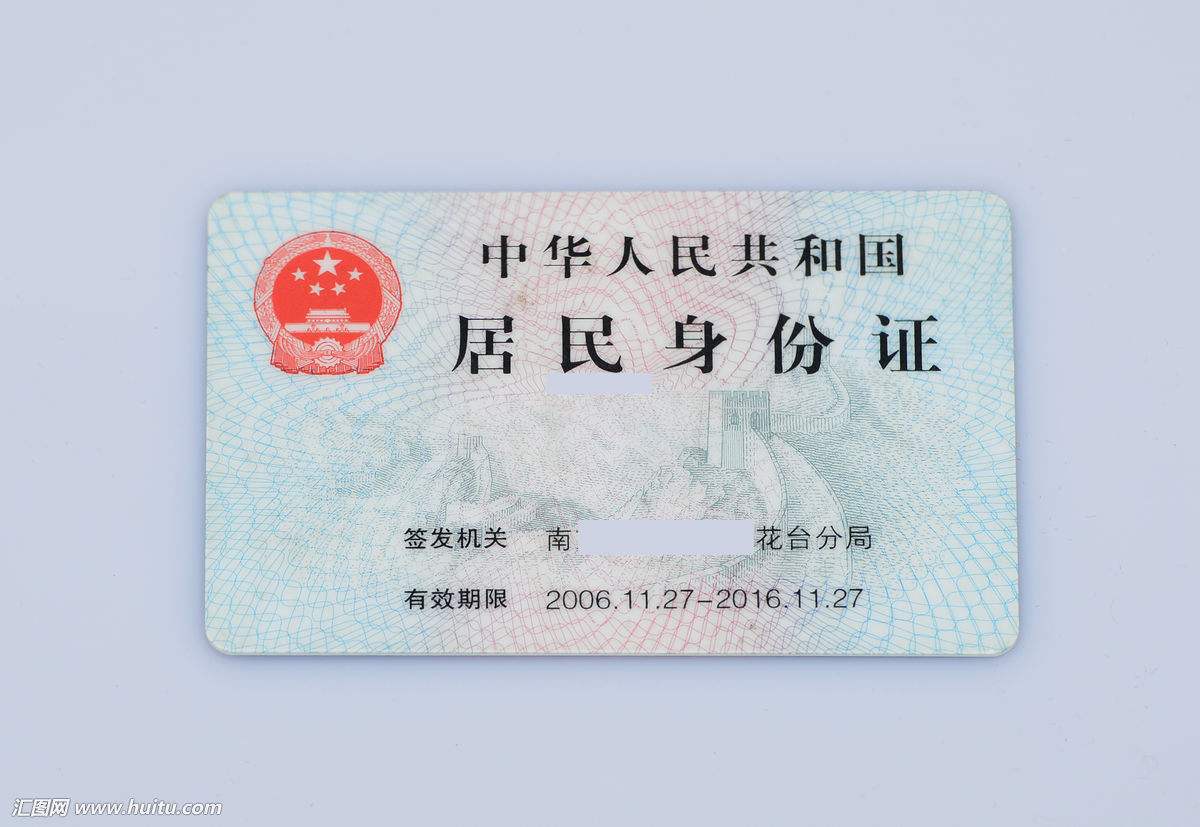 中华人民共和国
居民身份证
签发机关 南 花台分局
有效期限 2006.11.27-2016.11.27
汇图网 www.huitu.com